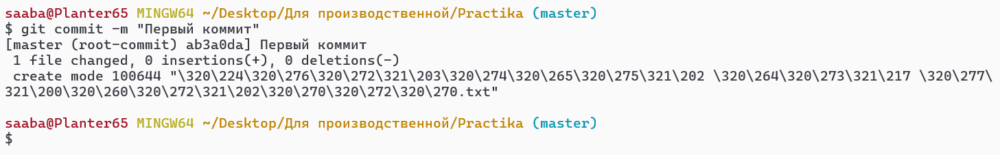 saaba@Planter65 MINGW64 ~/Desktop/Для производственной/Practika (master)
$ git commit -m "Первый коммит"
[master (root-commit) ab3a0da] Первый коммит
 1 file changed, 0 insertions(+), 0 deletions(-)
 create mode 100644 "\320\224\320\276\320\272\321\203\320\274\320\265\320\275\321\202 \320\264\320\273\321\217 \320\277\
321\200\320\260\320\272\321\202\320\270\320\272\320\270.txt"
saaba@Planter65 MINGW64 ~/Desktop/Для производственной/Practika (master)
$